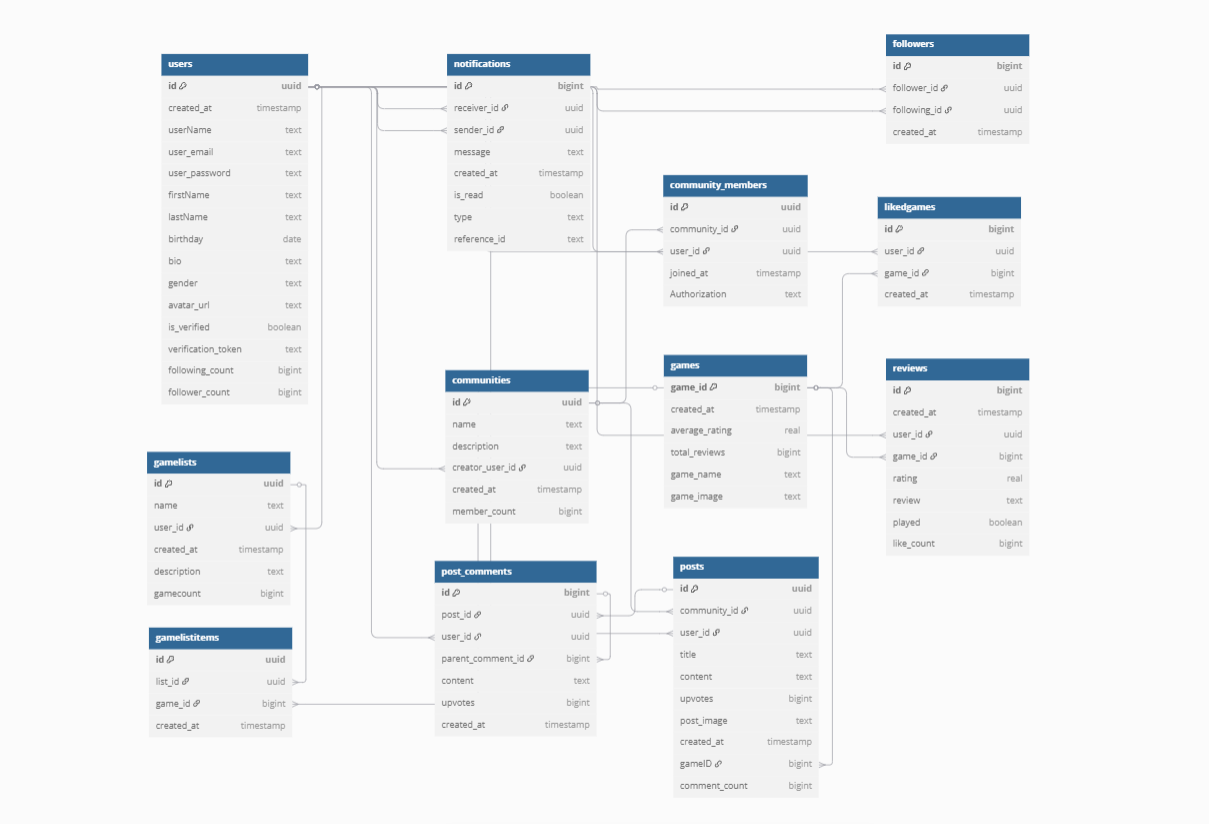 users
id uuid
created_at timestamp
userName text
user_email text
user_password text
firstName text
lastName text
birthday date
bio text
gender text
avatar_url text
is_verified boolean
verification_token text
following_count bigint
follower_count bigint
notifications
id bigint
receiver_id uuid
sender_id uuid
message text
created_at timestamp
is_read boolean
type text
reference_id text
followers
id bigint
follower_id uuid
following_id uuid
created_at timestamp
community_members
id uuid
community_id uuid
user_id uuid
joined_at timestamp
Authorization text
likedgames
id bigint
user_id uuid
game_id bigint
created_at timestamp
communities
id uuid
name text
description text
creator_user_id uuid
created_at timestamp
member_count bigint
games
game_id bigint
created_at timestamp
average_rating real
total_reviews bigint
game_name text
game_image text
reviews
id bigint
created_at timestamp
user_id uuid
game_id bigint
rating real
review text
played boolean
like_count bigint
gamelists
id uuid
name text
user_id uuid
created_at timestamp
description text
gamecount bigint
gamelistitems
id uuid
list_id uuid
game_id bigint
created_at timestamp
post_comments
id bigint
post_id uuid
user_id uuid
parent_comment_id bigint
content text
upvotes bigint
created_at timestamp
posts
id uuid
community_id uuid
user_id uuid
title text
content text
upvotes bigint
post_image text
created_at timestamp
gameID bigint
comment_count bigint